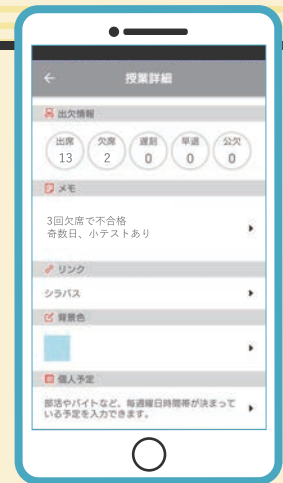 授業詳細
出欠情報
出席 欠席 遅刻 早退 公欠
13 2 0 0 0
メモ
3回欠席で不合格
奇数日、小テストあり
リンク
シラバス
背景色
個人予定
部活やバイトなど、毎週曜日時間帯が決まって
いる予定を入力できます。